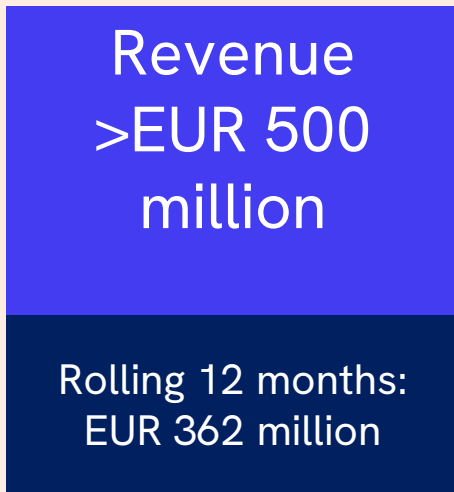 Revenue
>EUR 500
million
Rolling 12 months:
EUR 362 million